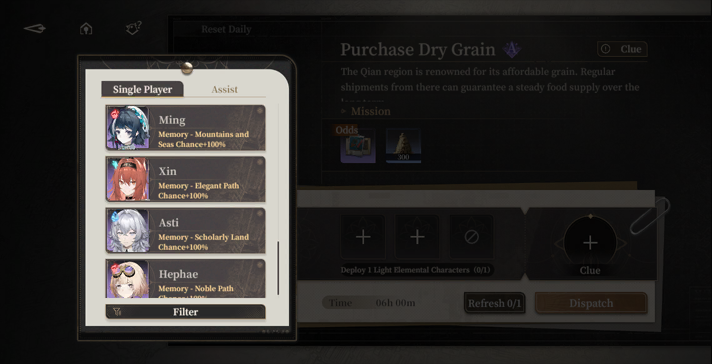 Reset Daily
Purchase Dry Grain
Clue
The Qian region is renowned for its affordable grain. Regular
shipments from there can guarantee a steady food supply over the
Mission
Odds
300
Single Player
Assist
Ming
Memory - Mountains and
Seas Chance+100%
Xin
Memory - Elegant Path
Chance+100%
Asti
Memory - Scholarly Land
Chance+100%
Hephae
Memory - Noble Path
Chance+100%
Filter
Deploy 1 Light Elemental Characters (0/1)
Clue
Time 06h 00m
Refresh 0/1
Dispatch